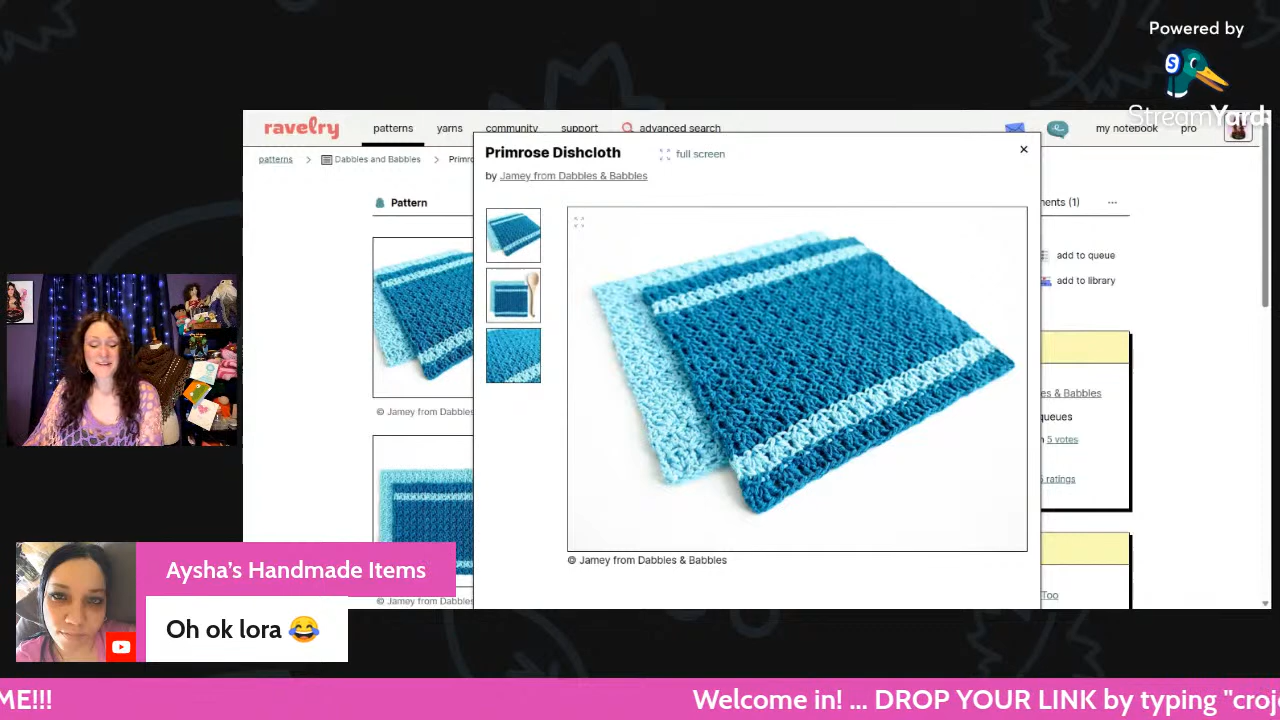 Powered by
StreamYard
ravelry
patterns
yarns
community
support
advanced search
my notebook
pro
patterns
Dabbles and Babbles
Primro
Primrose Dishcloth
full screen
by Jamey from Dabbles & Babbles
Pattern
(1)
add to queue
add to library
© Jamey from Dabbles
es & Babbles
queues
5 votes
ratings
© Jamey from Dabbles & Babbles
Too
© Jamey from Dabbles
Aysha's Handmade Items
Oh ok lora 😂
ME!!!
Welcome in! ... DROP YOUR LINK by typing "croj